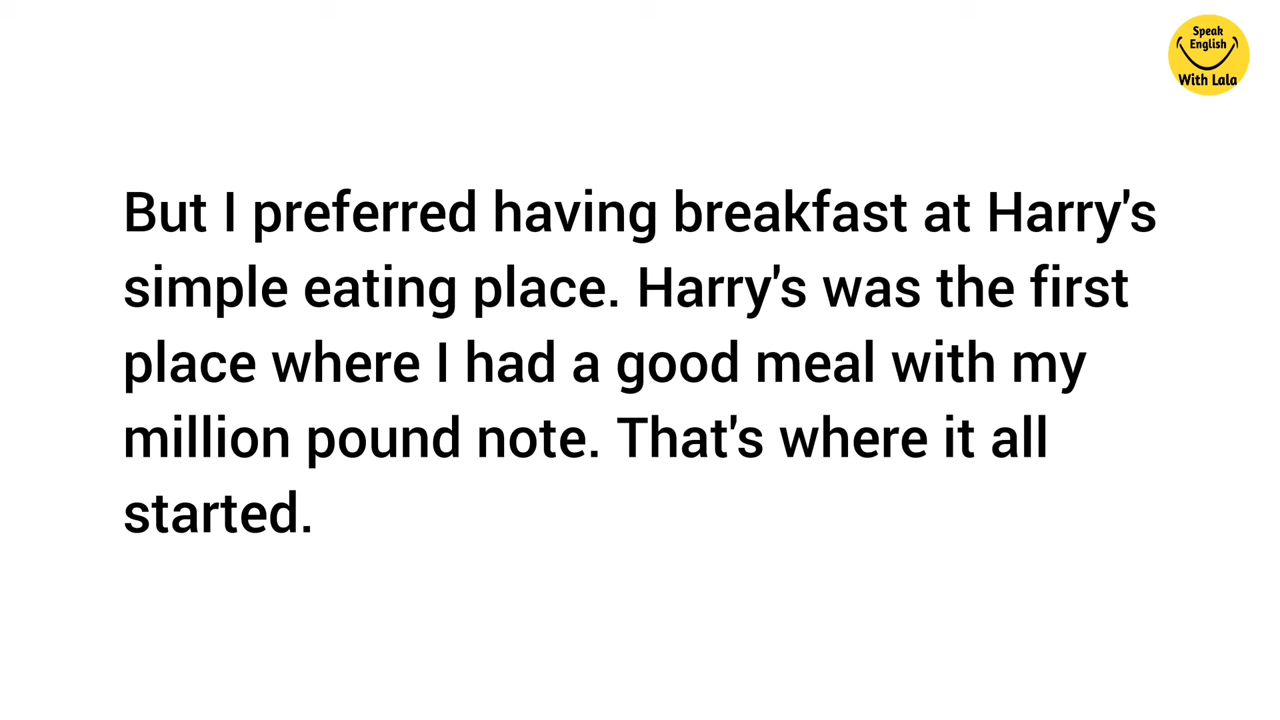 Speak
English
With Lala
But I preferred having breakfast at Harry's
simple eating place. Harry's was the first
place where I had a good meal with my
million pound note. That's where it all
started.